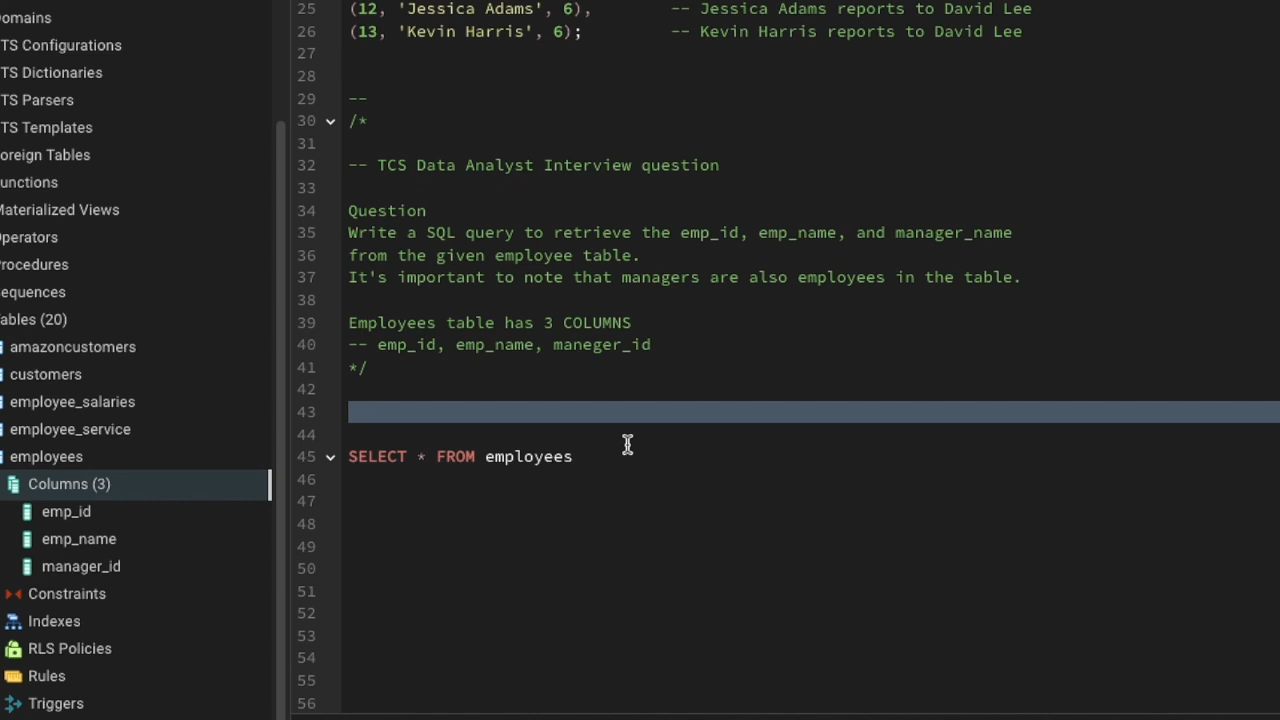 omains
TS Configurations
TS Dictionaries
TS Parsers
TS Templates
oreign Tables
unctions
Materialized Views
perators
rocedures
equences
ables (20)
amazoncustomers
customers
employee_salaries
employee_service
employees
Columns (3)
emp_id
emp_name
manager_id
Constraints
Indexes
RLS Policies
Rules
Triggers
25 (12, 'Jessica Adams', 6), -- Jessica Adams reports to David Lee
26 (13, 'Kevin Harris', 6); -- Kevin Harris reports to David Lee
27
28
29 --
30 /*
31
32 -- TCS Data Analyst Interview question
33
34 Question
35 Write a SQL query to retrieve the emp_id, emp_name, and manager_name
36 from the given employee table.
37 It's important to note that managers are also employees in the table.
38
39 Employees table has 3 COLUMNS
40 -- emp_id, emp_name, maneger_id
41 */
42
43
44
45 SELECT * FROM employees
46
47
48
49
50
51
52
53
54
55
56